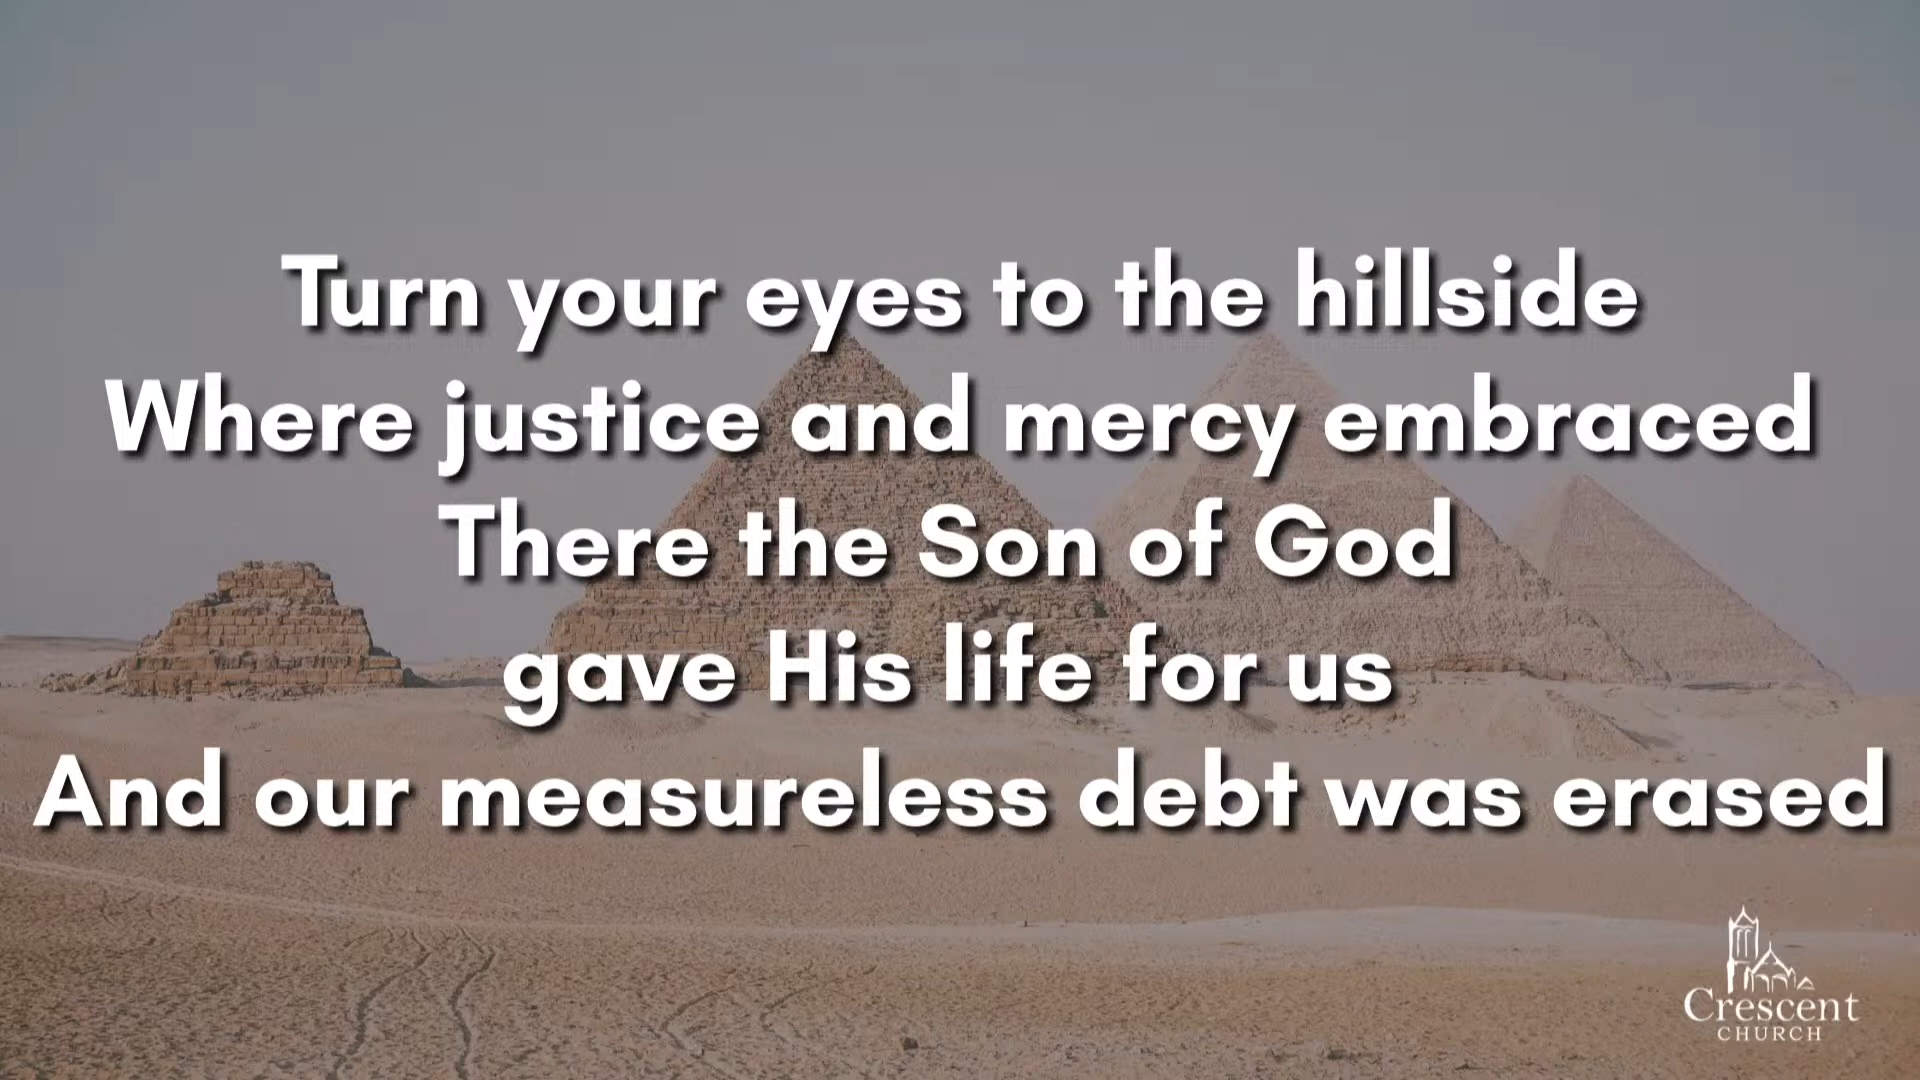 Turn your eyes to the hillside
Where justice and mercy embraced
There the Son of God
gave His life for us
And our measureless debt was erased
Crescent
CHURCH